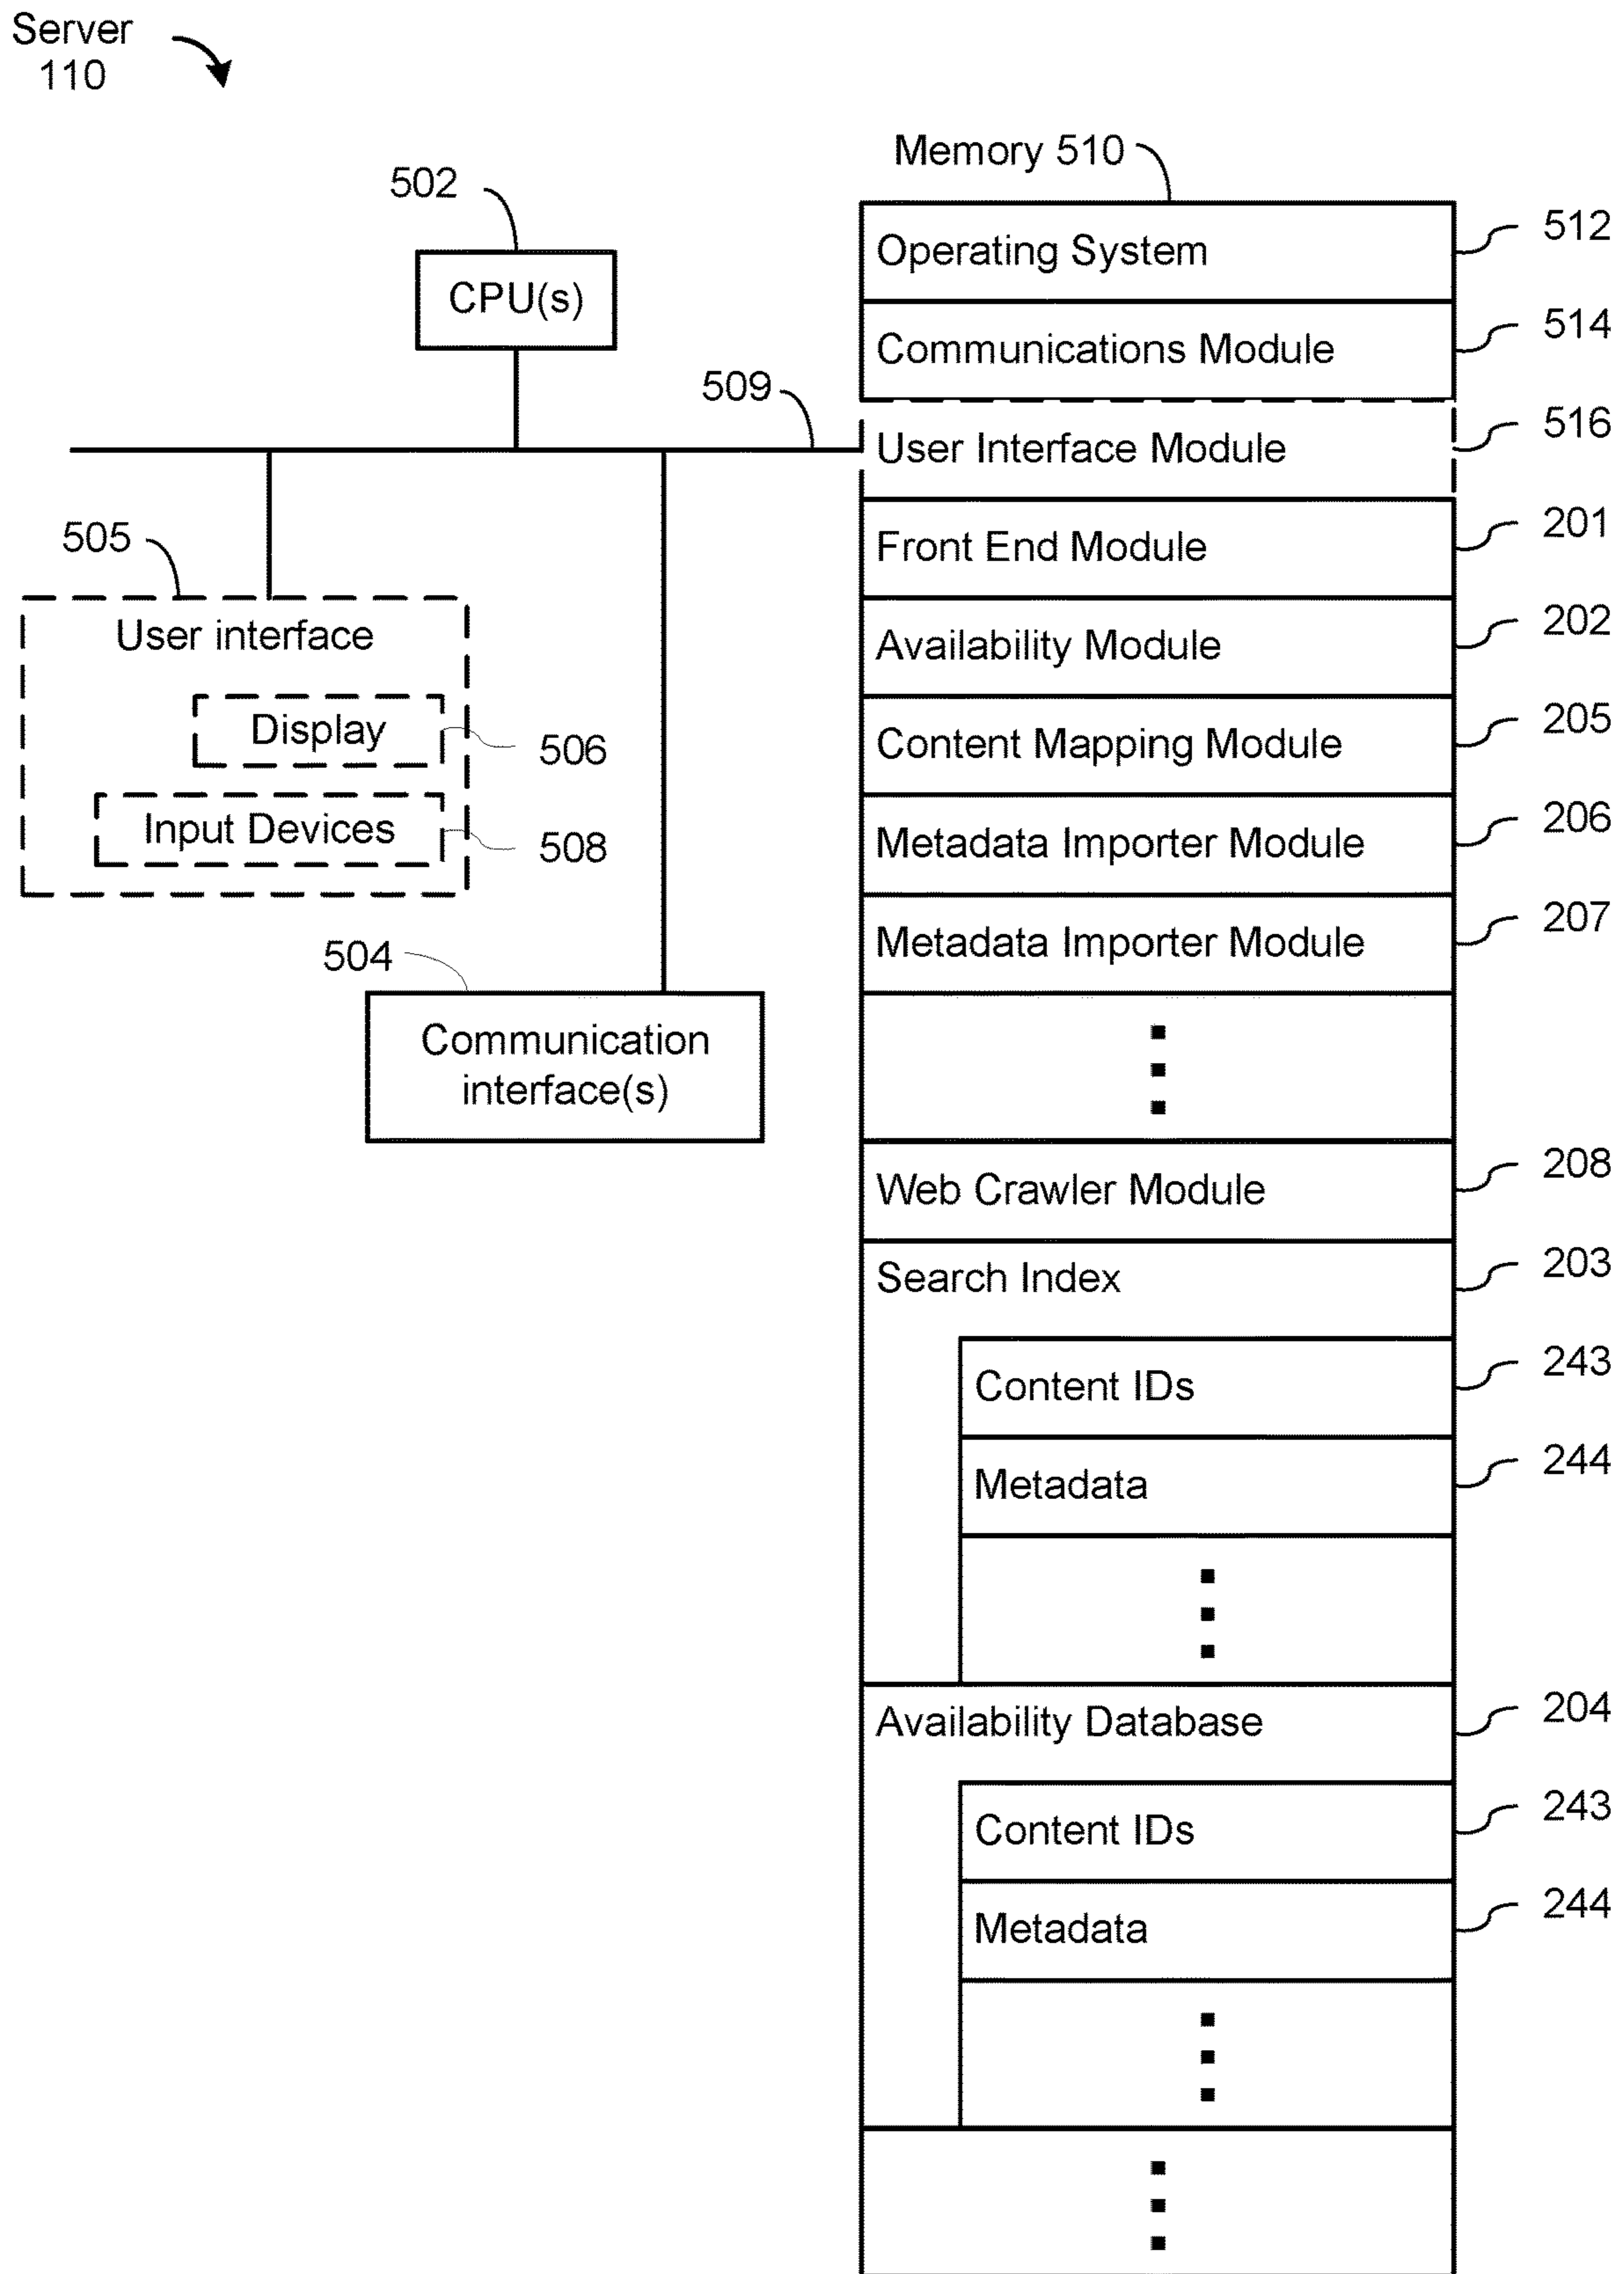 Server
110
Memory 510
502
CPU(s)
509
505
User interface
Display
506
Input Devices
508
504
Communication
interface(s)
Operating System
512
Communications Module
514
User Interface Module
516
Front End Module
201
Availability Module
202
Content Mapping Module
205
Metadata Importer Module
206
Metadata Importer Module
207
Web Crawler Module
208
Search Index
203
Content IDs
243
Metadata
244
Availability Database
204
Content IDs
243
Metadata
244